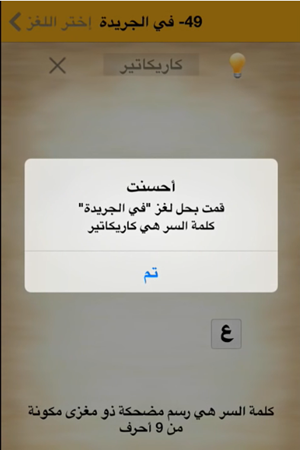 49- في الجريدة
إختر اللغز
كاريكاتير
أحسنت
قمت بحل لغز "في الجريدة"
كلمة السر هي كاريكاتير
تم
ع
كلمة السر هي رسم مضحكة ذو مغزى مكونة
من 9 أحرف